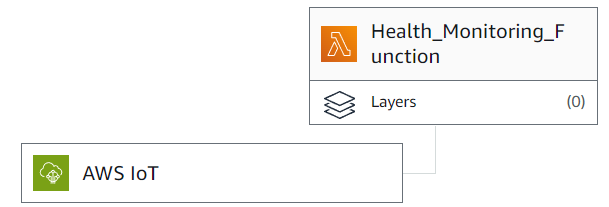 Health_Monitoring_F
unction
Layers (0)
AWS IoT